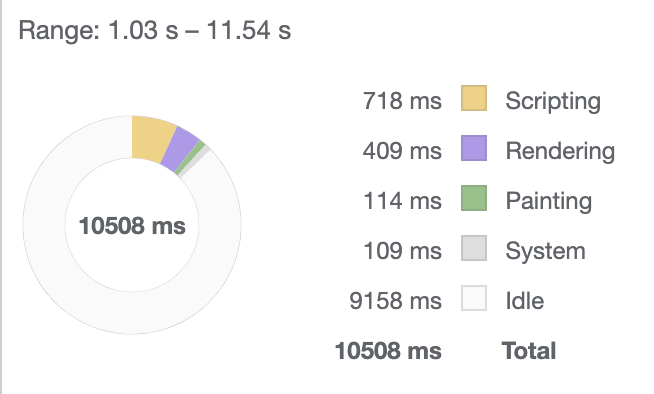 Range: 1.03 s – 11.54 s
718 ms Scripting
409 ms Rendering
114 ms Painting
109 ms System
9158 ms Idle
10508 ms Total
10508 ms